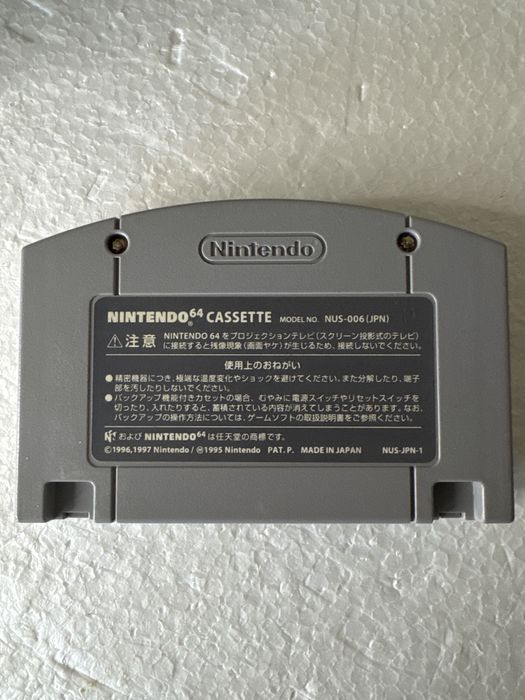 Nintendo
NINTENDO64 CASSETTE MODEL NO. NUS-006(JPN)
⚠注意 NINTENDO 64 をプロジェクションテレビ(スクリーン投影式のテレビ)
に接続すると残像現象(画面ヤケ)が生じるため、接続しないでください。
使用上のおねがい
●精密機器につき、極端な温度変化やショックを避けてください。また分解したり、端子
部を汚したりしないでください。
●バックアップ機能付きカセットの場合、むやみに電源スイッチやリセットスイッチを
切ったり、入れたりすると、蓄積されている内容が消えてしまうことがあります。なお、
バックアップの操作方法については、ゲームソフトの取扱説明書をご参照ください。
および NINTENDO64 は任天堂の商標です。
©1996,1997 Nintendo/Ⓜ1995 Nintendo PAT. P. MADE IN JAPAN NUS-JPN-1